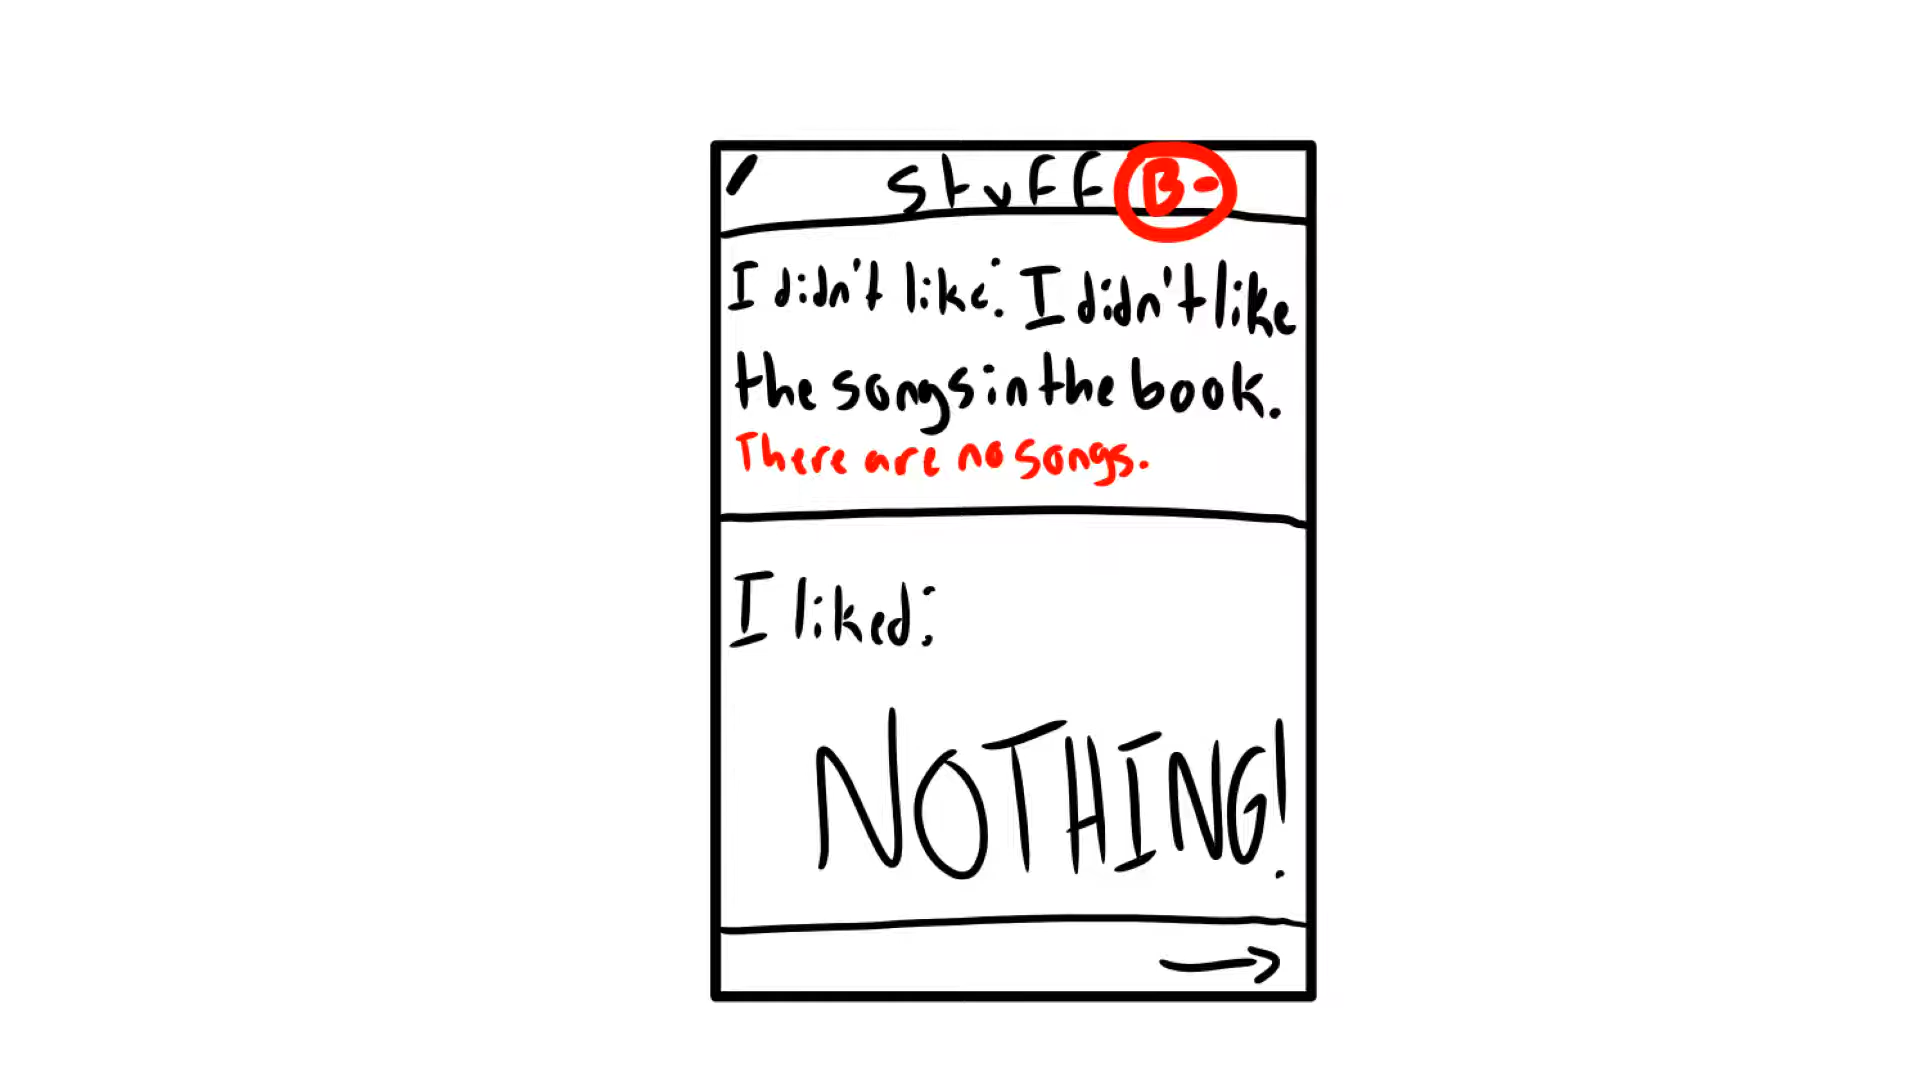 Stuff B-
I didn't like: I didn't like
the songs in the book.
There are no songs.
I liked:
NOTHING!